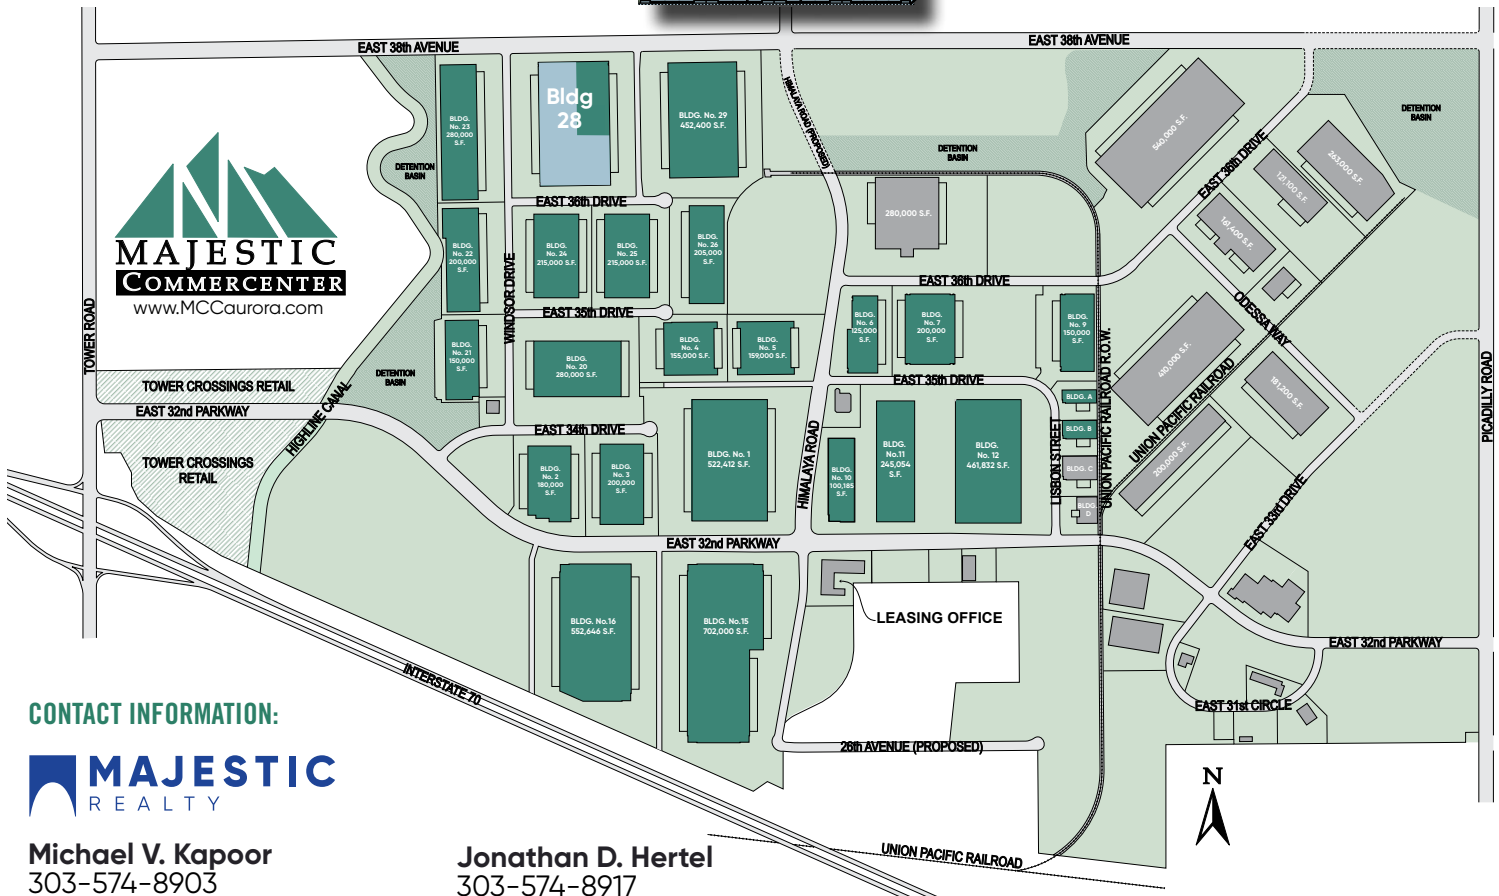 EAST 38th AVENUE
EAST 38th AVENUE
HIMALAYA ROAD (PROPOSED)
BLDG.
No. 23
280,000
S.F.
Bldg
28
BLDG. No. 29
452,400 S.F.
540,000 S.F.
DETENTION
BASIN
DETENTION
BASIN
DETENTION
BASIN
EAST 36th DRIVE
263,000 S.F.
121,100 S.F.
161,400 S.F.
MAJESTIC
COMMERCENTER
www.MCCaurora.com
EAST 36th DRIVE
280,000 S.F.
BLDG.
No. 22
200,000
S.F.
BLDG.
No. 24
215,000 S.F.
BLDG.
No. 25
215,000 S.F.
BLDG.
No. 26
205,000
S.F.
WINDSOR DRIVE
EAST 36th DRIVE
TOWER ROAD
EAST 35th DRIVE
ODESSA WAY
BLDG.
No. 21
150,000
S.F.
BLDG.
No. 20
280,000 S.F.
BLDG.
No. 4
155,000 S.F.
BLDG.
No. 5
159,000 S.F.
BLDG.
No. 6
125,000
S.F.
BLDG.
No. 7
200,000
S.F.
BLDG.
No. 9
150,000
S.F.
410,000 S.F.
181,200 S.F.
PICADILLY ROAD
DETENTION
BASIN
EAST 35th DRIVE
TOWER CROSSINGS RETAIL
EAST 32nd PARKWAY
HIGHLINE CANAL
BLDG. A
BLDG. B
BLDG. C
BLDG.
D
UNION PACIFIC RAILROAD R.O.W.
UNION PACIFIC RAILROAD
200,000 S.F.
EAST 34th DRIVE
TOWER CROSSINGS
RETAIL
BLDG.
No. 2
180,000
S.F.
BLDG.
No. 3
200,000
S.F.
BLDG. No. 1
522,412 S.F.
HIMALAYA ROAD
BLDG.
No. 10
100,185
S.F.
BLDG.
No.11
245,054
S.F.
BLDG.
No. 12
461,832 S.F.
LISBON STREET
EAST 33rd DRIVE
EAST 32nd PARKWAY
BLDG. No.16
552,646 S.F.
BLDG. No.15
702,000 S.F.
LEASING OFFICE
EAST 32nd PARKWAY
INTERSTATE 70
EAST 31st CIRCLE
26th AVENUE (PROPOSED)
N
UNION PACIFIC RAILROAD
CONTACT INFORMATION:
MAJESTIC
REALTY
Michael V. Kapoor
303-574-8903
Jonathan D. Hertel
303-574-8917